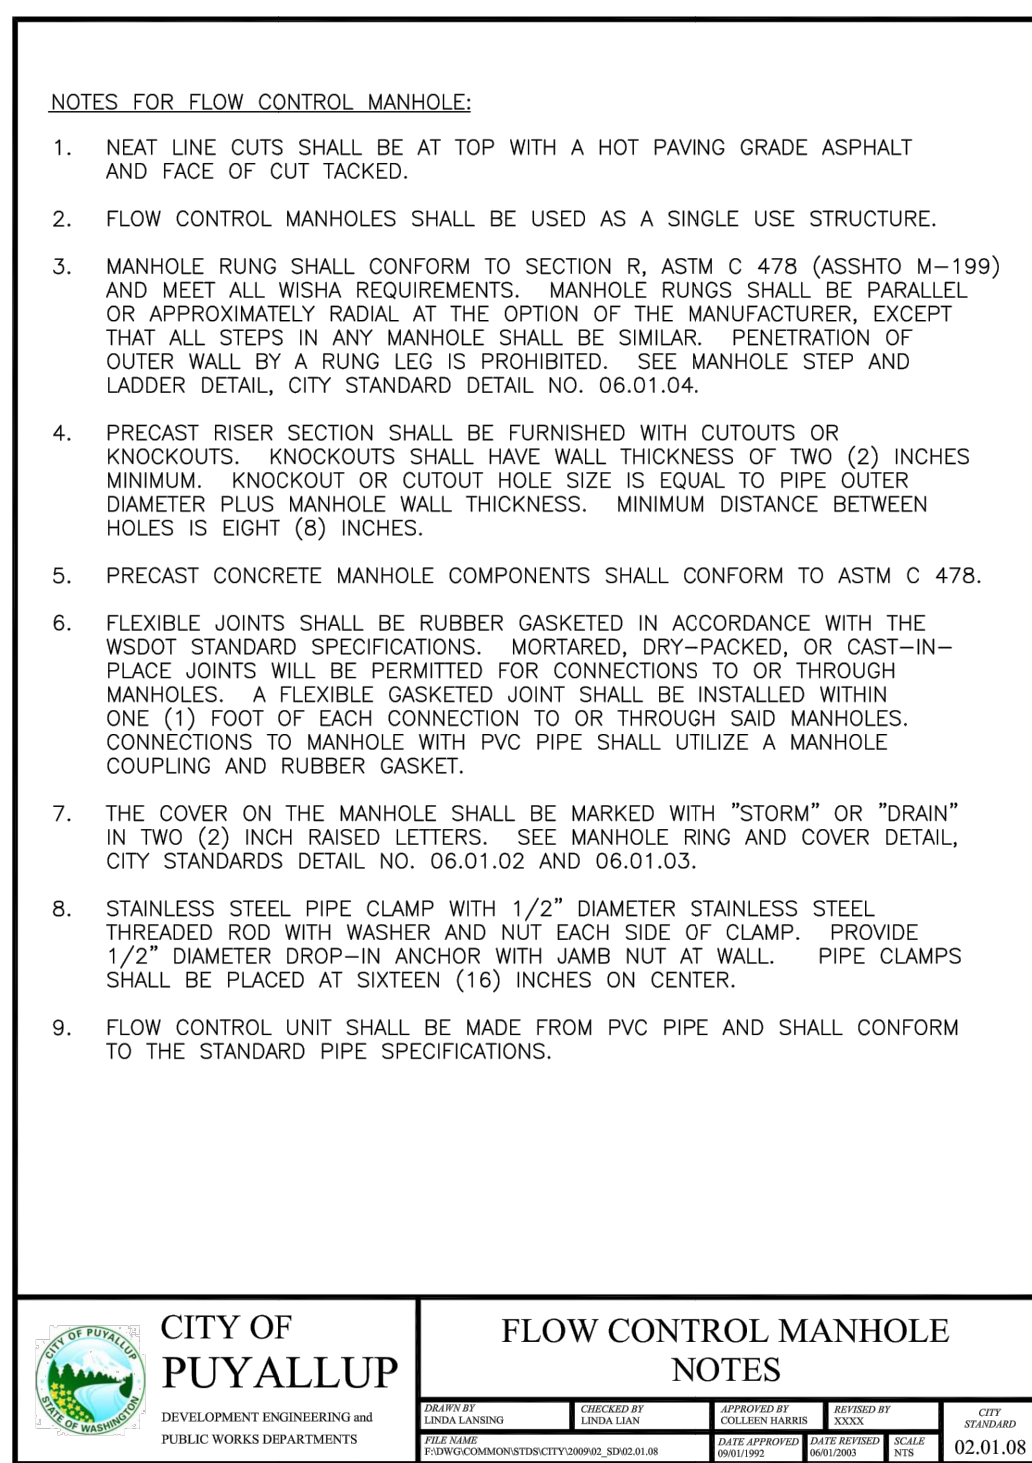 NOTES FOR FLOW CONTROL MANHOLE:
1. NEAT LINE CUTS SHALL BE AT TOP WITH A HOT PAVING GRADE ASPHALT
AND FACE OF CUT TACKED.
2. FLOW CONTROL MANHOLES SHALL BE USED AS A SINGLE USE STRUCTURE.
3. MANHOLE RUNG SHALL CONFORM TO SECTION R, ASTM C 478 (ASSHTO M-199)
AND MEET ALL WISHA REQUIREMENTS. MANHOLE RUNGS SHALL BE PARALLEL
OR APPROXIMATELY RADIAL AT THE OPTION OF THE MANUFACTURER, EXCEPT
THAT ALL STEPS IN ANY MANHOLE SHALL BE SIMILAR. PENETRATION OF
OUTER WALL BY A RUNG LEG IS PROHIBITED. SEE MANHOLE STEP AND
LADDER DETAIL, CITY STANDARD DETAIL NO. 06.01.04.
4. PRECAST RISER SECTION SHALL BE FURNISHED WITH CUTOUTS OR
KNOCKOUTS. KNOCKOUTS SHALL HAVE WALL THICKNESS OF TWO (2) INCHES
MINIMUM. KNOCKOUT OR CUTOUT HOLE SIZE IS EQUAL TO PIPE OUTER
DIAMETER PLUS MANHOLE WALL THICKNESS. MINIMUM DISTANCE BETWEEN
HOLES IS EIGHT (8) INCHES.
5. PRECAST CONCRETE MANHOLE COMPONENTS SHALL CONFORM TO ASTM C 478.
6. FLEXIBLE JOINTS SHALL BE RUBBER GASKETED IN ACCORDANCE WITH THE
WSDOT STANDARD SPECIFICATIONS. MORTARED, DRY-PACKED, OR CAST-IN-
PLACE JOINTS WILL BE PERMITTED FOR CONNECTIONS TO OR THROUGH
MANHOLES. A FLEXIBLE GASKETED JOINT SHALL BE INSTALLED WITHIN
ONE (1) FOOT OF EACH CONNECTION TO OR THROUGH SAID MANHOLES.
CONNECTIONS TO MANHOLE WITH PVC PIPE SHALL UTILIZE A MANHOLE
COUPLING AND RUBBER GASKET.
7. THE COVER ON THE MANHOLE SHALL BE MARKED WITH "STORM" OR "DRAIN"
IN TWO (2) INCH RAISED LETTERS. SEE MANHOLE RING AND COVER DETAIL,
CITY STANDARDS DETAIL NO. 06.01.02 AND 06.01.03.
8. STAINLESS STEEL PIPE CLAMP WITH 1/2" DIAMETER STAINLESS STEEL
THREADED ROD WITH WASHER AND NUT EACH SIDE OF CLAMP. PROVIDE
1/2" DIAMETER DROP-IN ANCHOR WITH JAMB NUT AT WALL. PIPE CLAMPS
SHALL BE PLACED AT SIXTEEN (16) INCHES ON CENTER.
9. FLOW CONTROL UNIT SHALL BE MADE FROM PVC PIPE AND SHALL CONFORM
TO THE STANDARD PIPE SPECIFICATIONS.
CITY OF PUYALLUP
STATE OF WASHINGTON
CITY OF
PUYALLUP
DEVELOPMENT ENGINEERING and
PUBLIC WORKS DEPARTMENTS
FLOW CONTROL MANHOLE
NOTES
DRAWN BY
LINDA LANSING
CHECKED BY
LINDA LIAN
APPROVED BY
COLLEEN HARRIS
REVISED BY
XXXX
FILE NAME
F:\DWG\COMMON\STDS\CITY\2009\02_SD\02.01.08
DATE APPROVED
09/01/1992
DATE REVISED
06/01/2003
SCALE
NTS
CITY
STANDARD
02.01.08